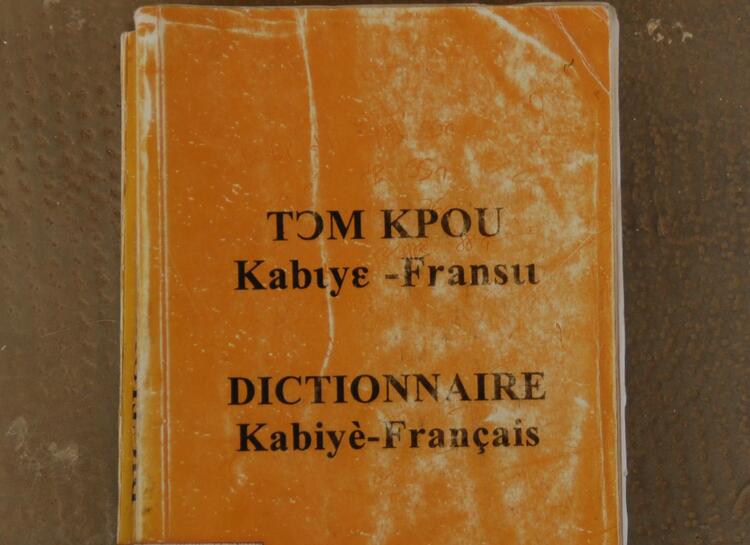 TƆM KPOU
Kabɩyɛ -Fransɩɩ
DICTIONNAIRE
Kabiyè-Français